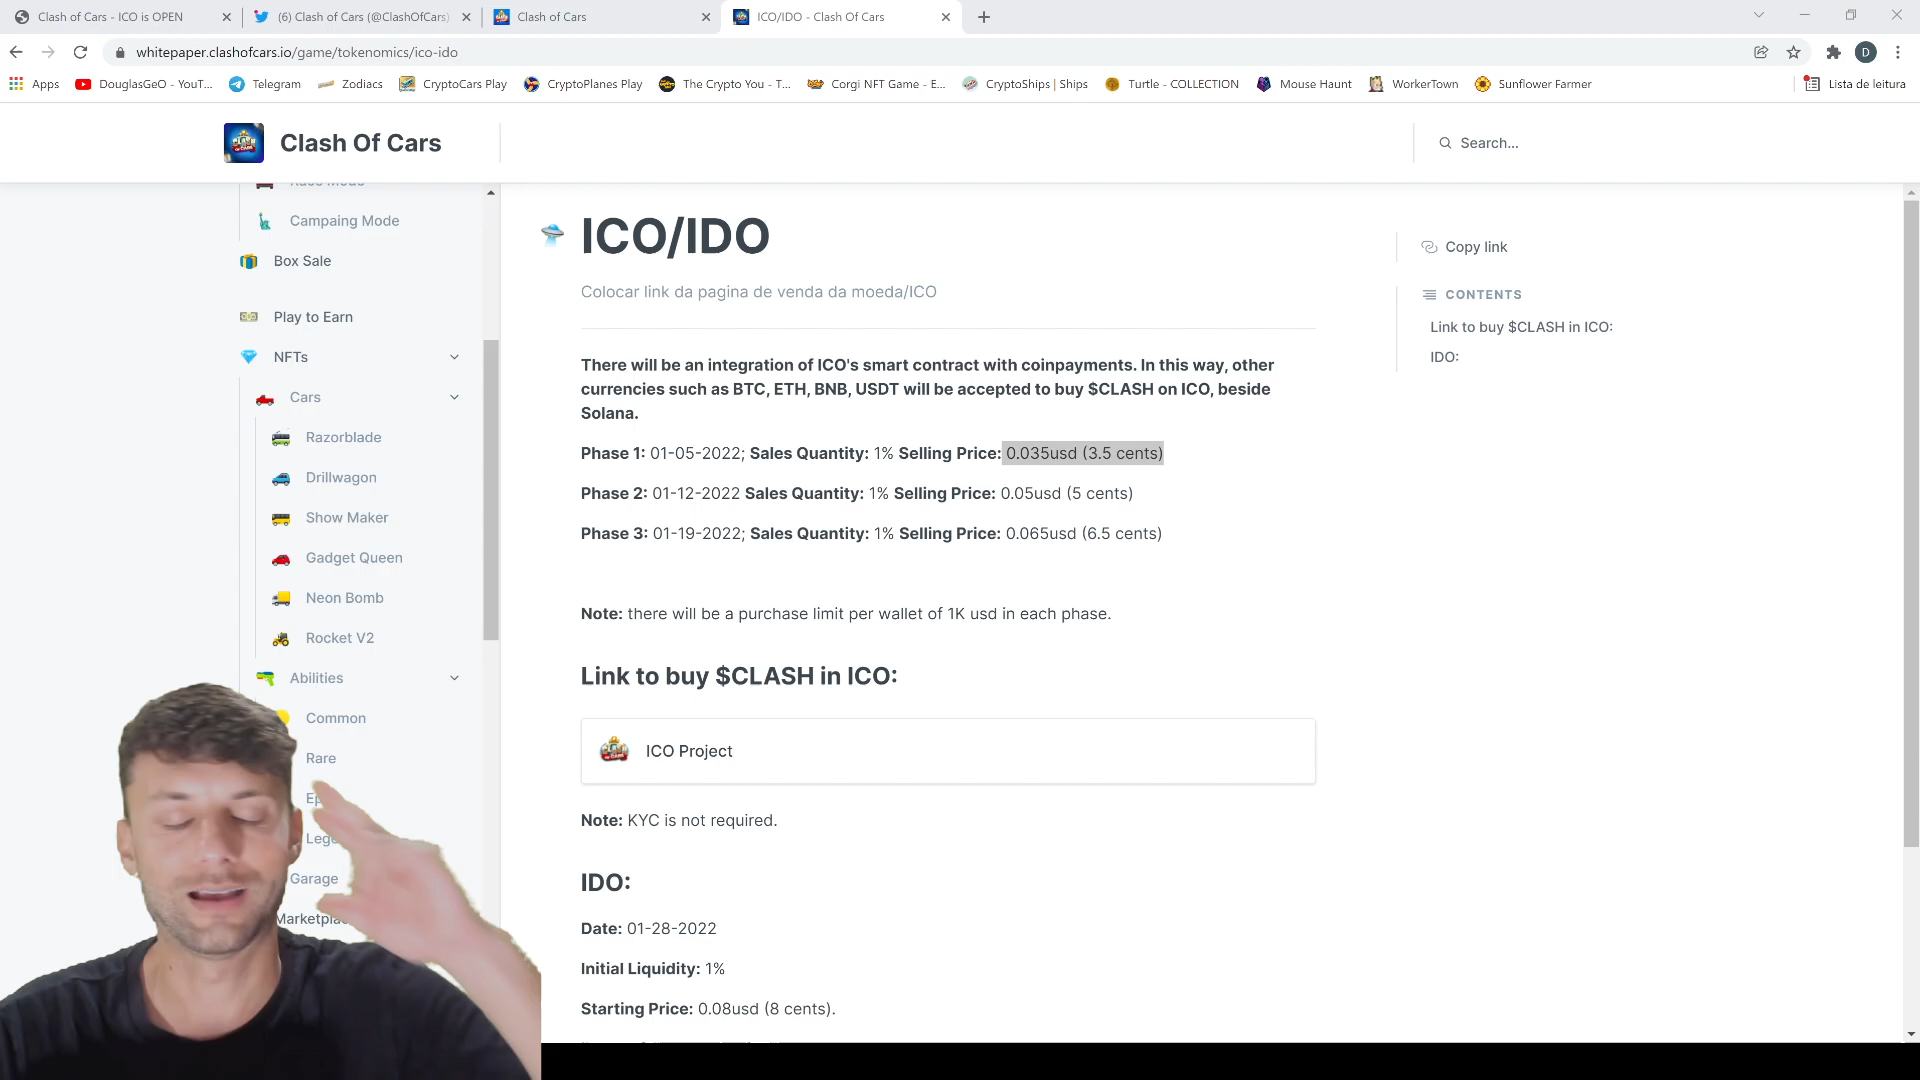 Clash of Cars - ICO is OPEN
(6) Clash of Cars (@ClashOfCars)
Clash of Cars
ICO/IDO - Clash Of Cars
whitepaper.clashofcars.io/game/tokenomics/ico-ido
D
Apps
DouglasGeO - YouT...
Telegram
Zodiacs
CryptoCars Play
CryptoPlanes Play
The Crypto You - T...
Corgi NFT Game - E...
CryptoShips | Ships
Turtle - COLLECTION
Mouse Haunt
WorkerTown
Sunflower Farmer
Lista de leitura
Clash Of Cars
Search...
Race Mode
Campaing Mode
Box Sale
Play to Earn
NFTs
Cars
Razorblade
Drillwagon
Show Maker
Gadget Queen
Neon Bomb
Rocket V2
Abilities
Common
Rare
Garage
ICO/IDO
Colocar link da pagina de venda da moeda/ICO
There will be an integration of ICO's smart contract with coinpayments. In this way, other
currencies such as BTC, ETH, BNB, USDT will be accepted to buy $CLASH on ICO, beside
Solana.
Phase 1: 01-05-2022; Sales Quantity: 1% Selling Price: 0.035usd (3.5 cents)
Phase 2: 01-12-2022 Sales Quantity: 1% Selling Price: 0.05usd (5 cents)
Phase 3: 01-19-2022; Sales Quantity: 1% Selling Price: 0.065usd (6.5 cents)
Note: there will be a purchase limit per wallet of 1K usd in each phase.
Link to buy $CLASH in ICO:
ICO Project
Note: KYC is not required.
IDO:
Date: 01-28-2022
Initial Liquidity: 1%
Starting Price: 0.08usd (8 cents).
Copy link
CONTENTS
Link to buy $CLASH in ICO:
IDO: